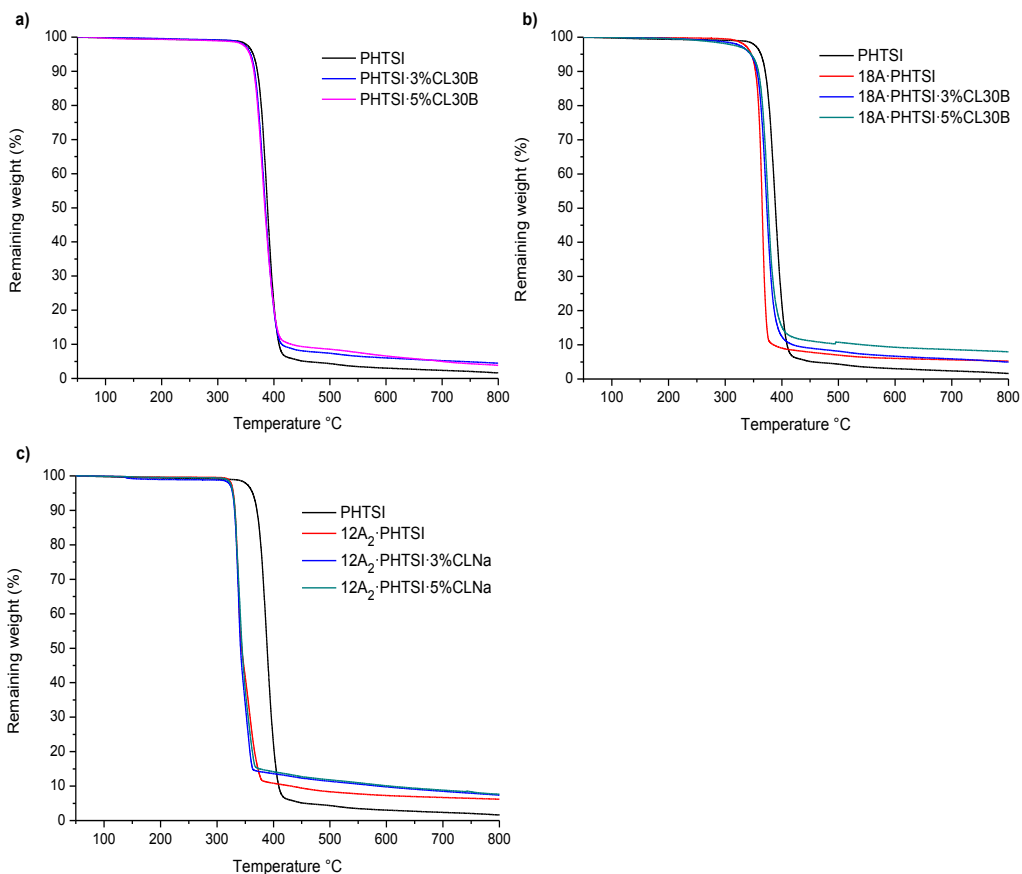 a)
100
90
80
70
60
50
40
30
20
10
0
Remaining weight (%)
PHTSI
PHTSI·3%CL30B
PHTSI·5%CL30B
100 200 300 400 500 600 700 800
Temperature °C
b)
100
90
80
70
60
50
40
30
20
10
0
Remaining weight (%)
PHTSI
18A·PHTSI
18A·PHTSI·3%CL30B
18A·PHTSI·5%CL30B
100 200 300 400 500 600 700 800
Temperature °C
c)
100
90
80
70
60
50
40
30
20
10
0
Remaining weight (%)
PHTSI
12A₂·PHTSI
12A₂·PHTSI·3%CLNa
12A₂·PHTSI·5%CLNa
100 200 300 400 500 600 700 800
Temperature °C